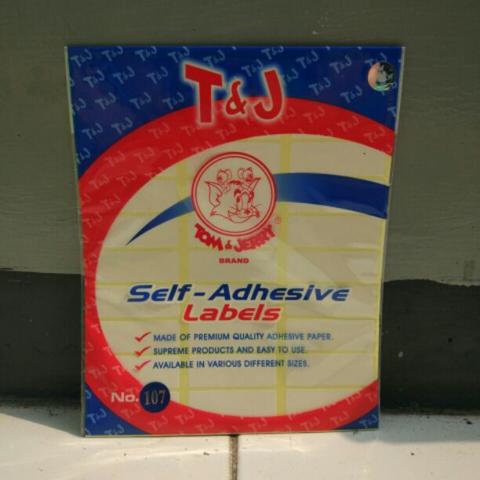 T&J
TOM & JERRY®
BRAND
Self-Adhesive
Labels
MADE OF PREMIUM QUALITY ADHESIVE PAPER.
SUPREME PRODUCTS AND EASY TO USE.
AVAILABLE IN VARIOUS DIFFERENT SIZES.
No. 107